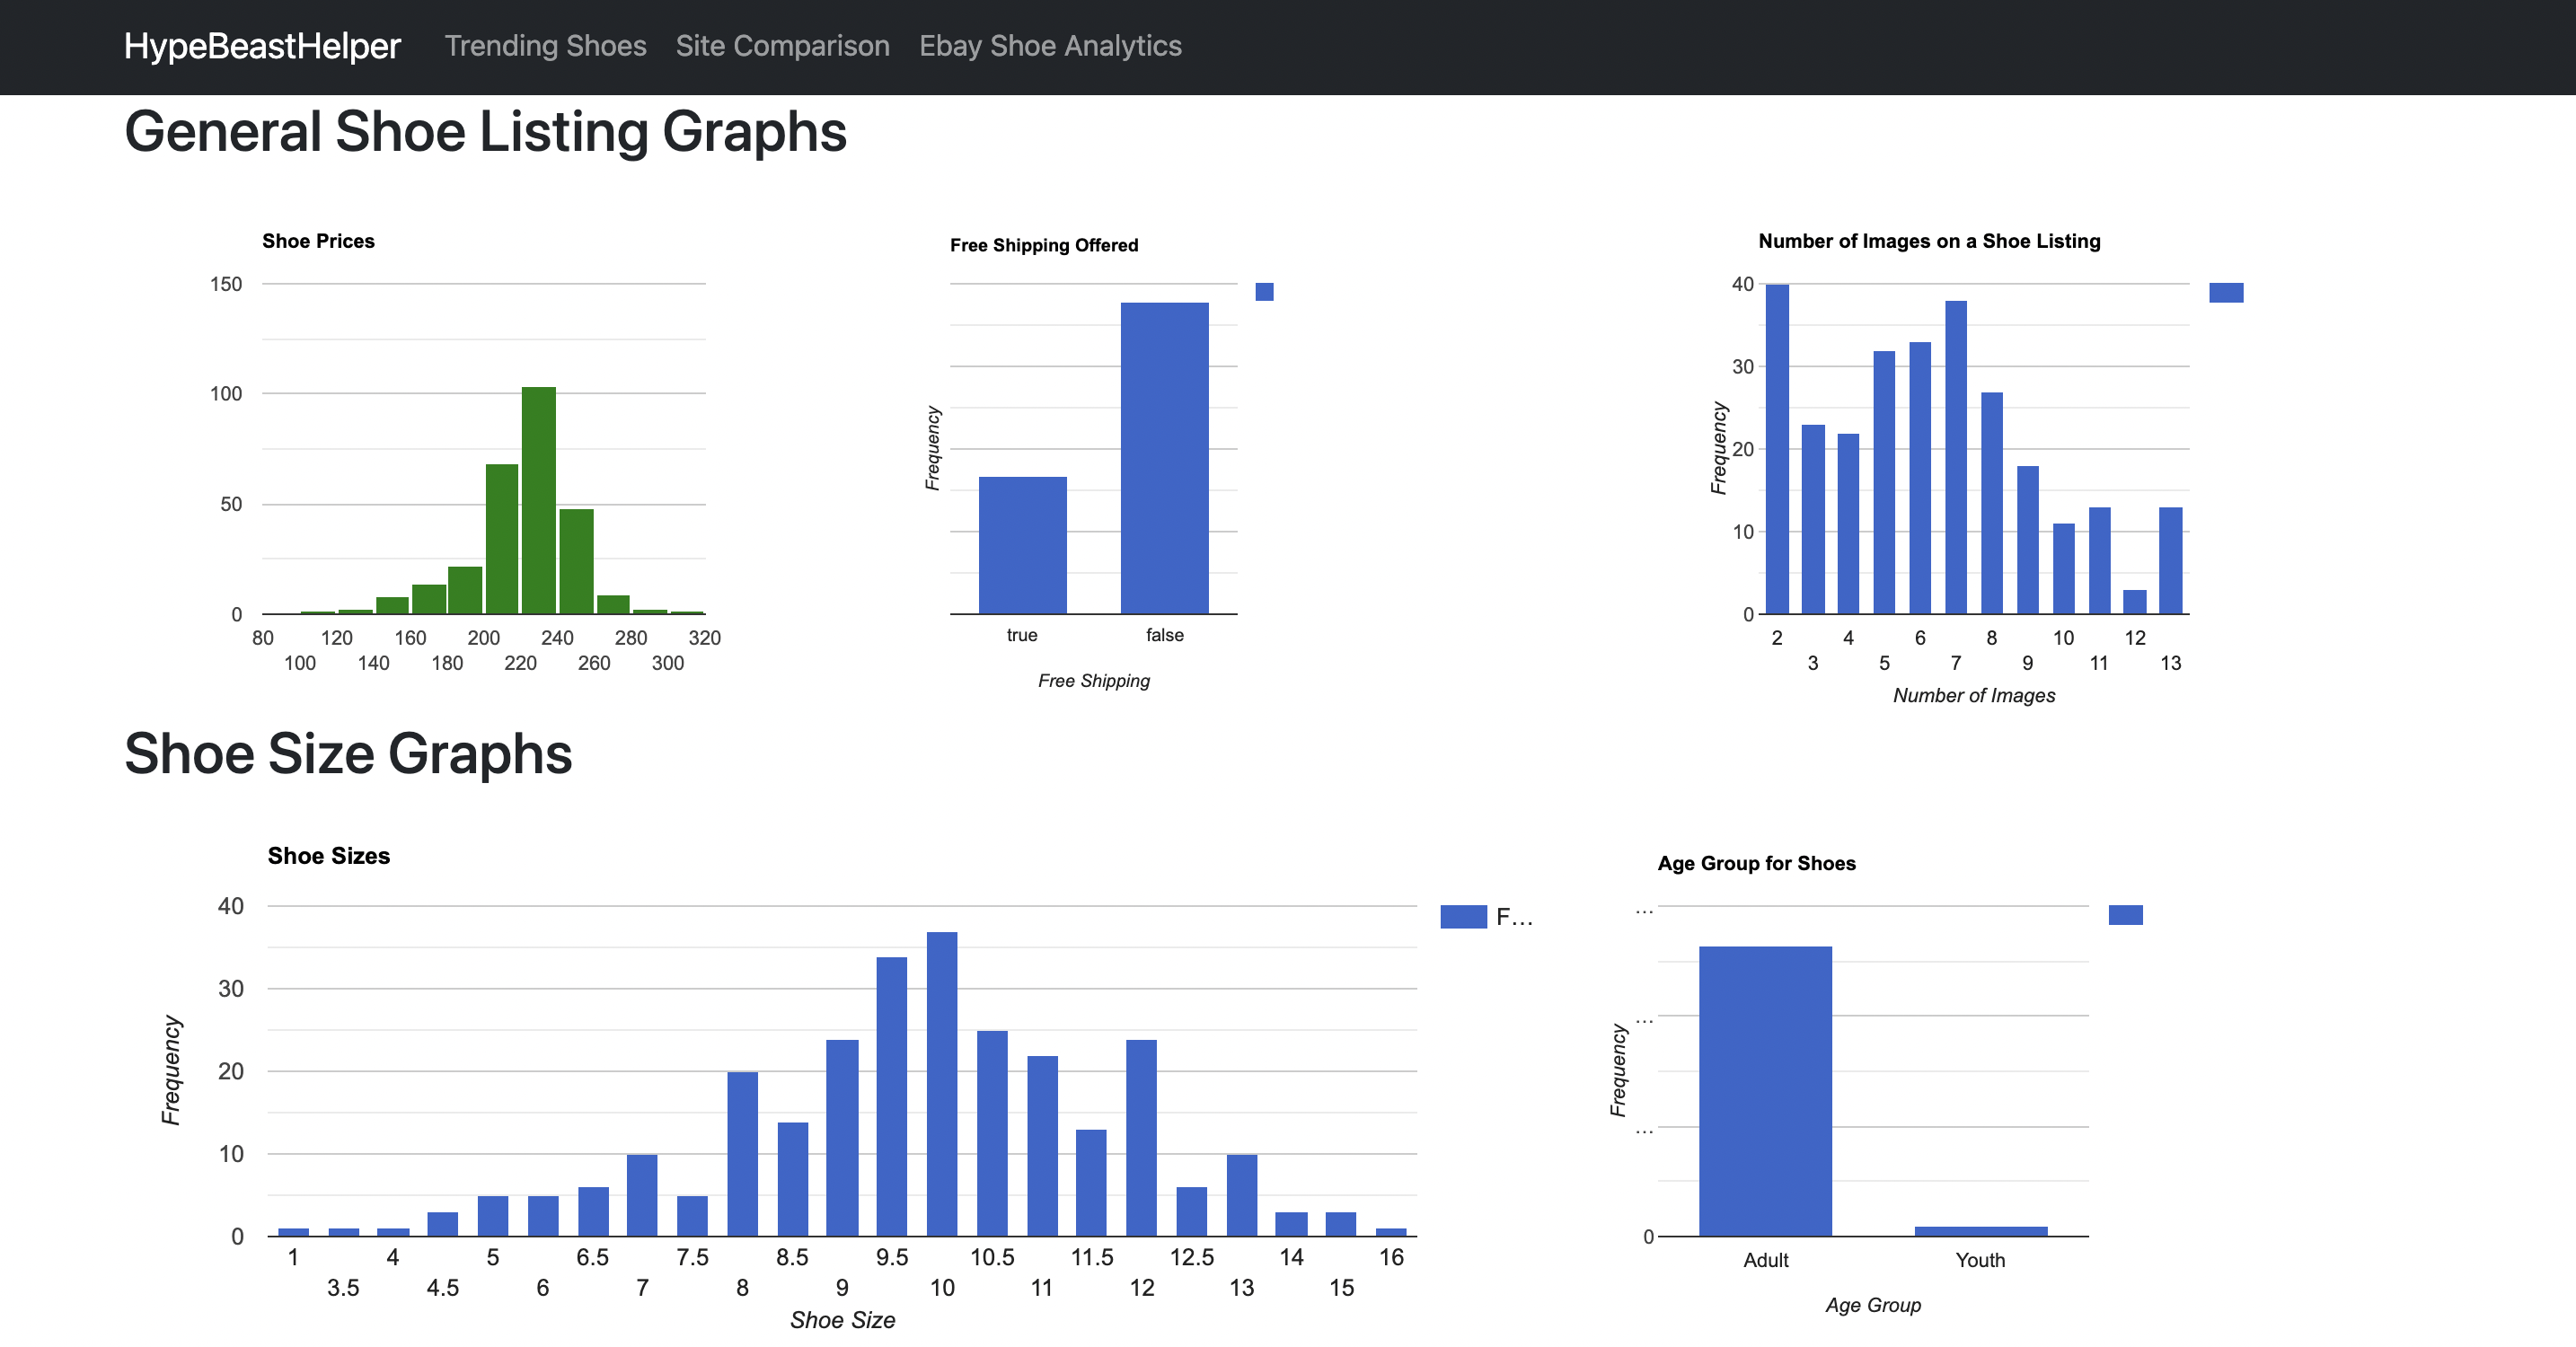 HypeBeastHelper Trending Shoes Site Comparison Ebay Shoe Analytics
General Shoe Listing Graphs
Shoe Prices
150
100
50
0
80 120 160 200 240 280 320
100 140 180 220 260 300
Free Shipping Offered
Frequency
true false
Free Shipping
Number of Images on a Shoe Listing
40
30
20
10
0
Frequency
2 4 6 8 10 12
3 5 7 9 11 13
Number of Images
Shoe Size Graphs
Shoe Sizes
40
30
20
10
0
Frequency
F...
1 4 5 6.5 7.5 8.5 9.5 10.5 11.5 12.5 14 16
3.5 4.5 6 7 8 9 10 11 12 13 15
Shoe Size
Age Group for Shoes
...
...
...
0
Frequency
Adult Youth
Age Group